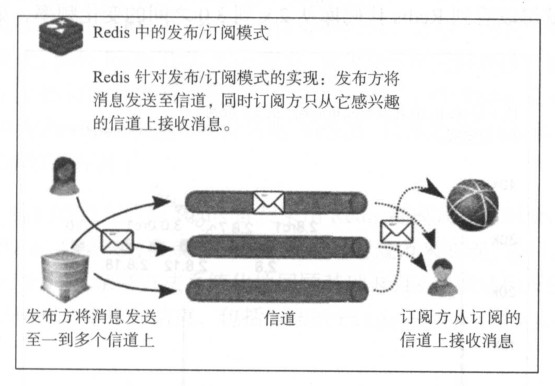 Redis 中的发布/订阅模式
Redis 针对发布/订阅模式的实现：发布方将
消息发送至信道，同时订阅方只从它感兴趣
的信道上接收消息。
发布方将消息发送
至一到多个信道上
信道
订阅方从订阅的
信道上接收消息